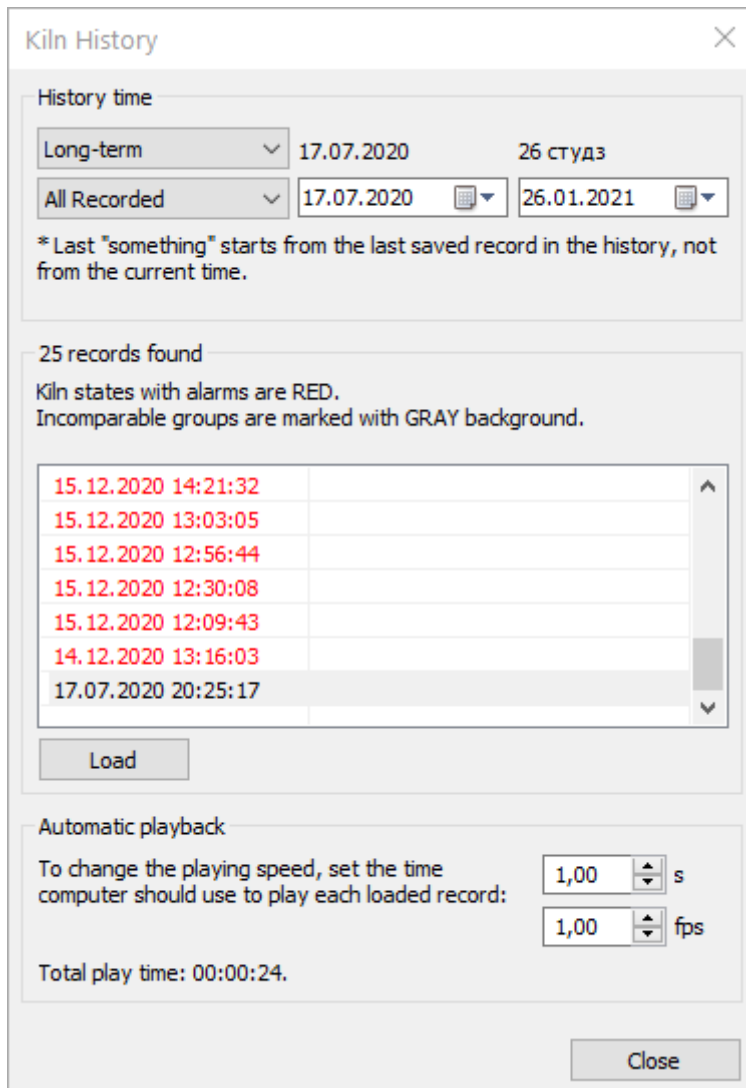 Kiln History
History time
Long-term 17.07.2020 26 студз
All Recorded 17.07.2020 26.01.2021
* Last "something" starts from the last saved record in the history, not
from the current time.
25 records found
Kiln states with alarms are RED.
Incomparable groups are marked with GRAY background.
15.12.2020 14:21:32
15.12.2020 13:03:05
15.12.2020 12:56:44
15.12.2020 12:30:08
15.12.2020 12:09:43
14.12.2020 13:16:03
17.07.2020 20:25:17
Load
Automatic playback
To change the playing speed, set the time
computer should use to play each loaded record:
1,00 s
1,00 fps
Total play time: 00:00:24.
Close